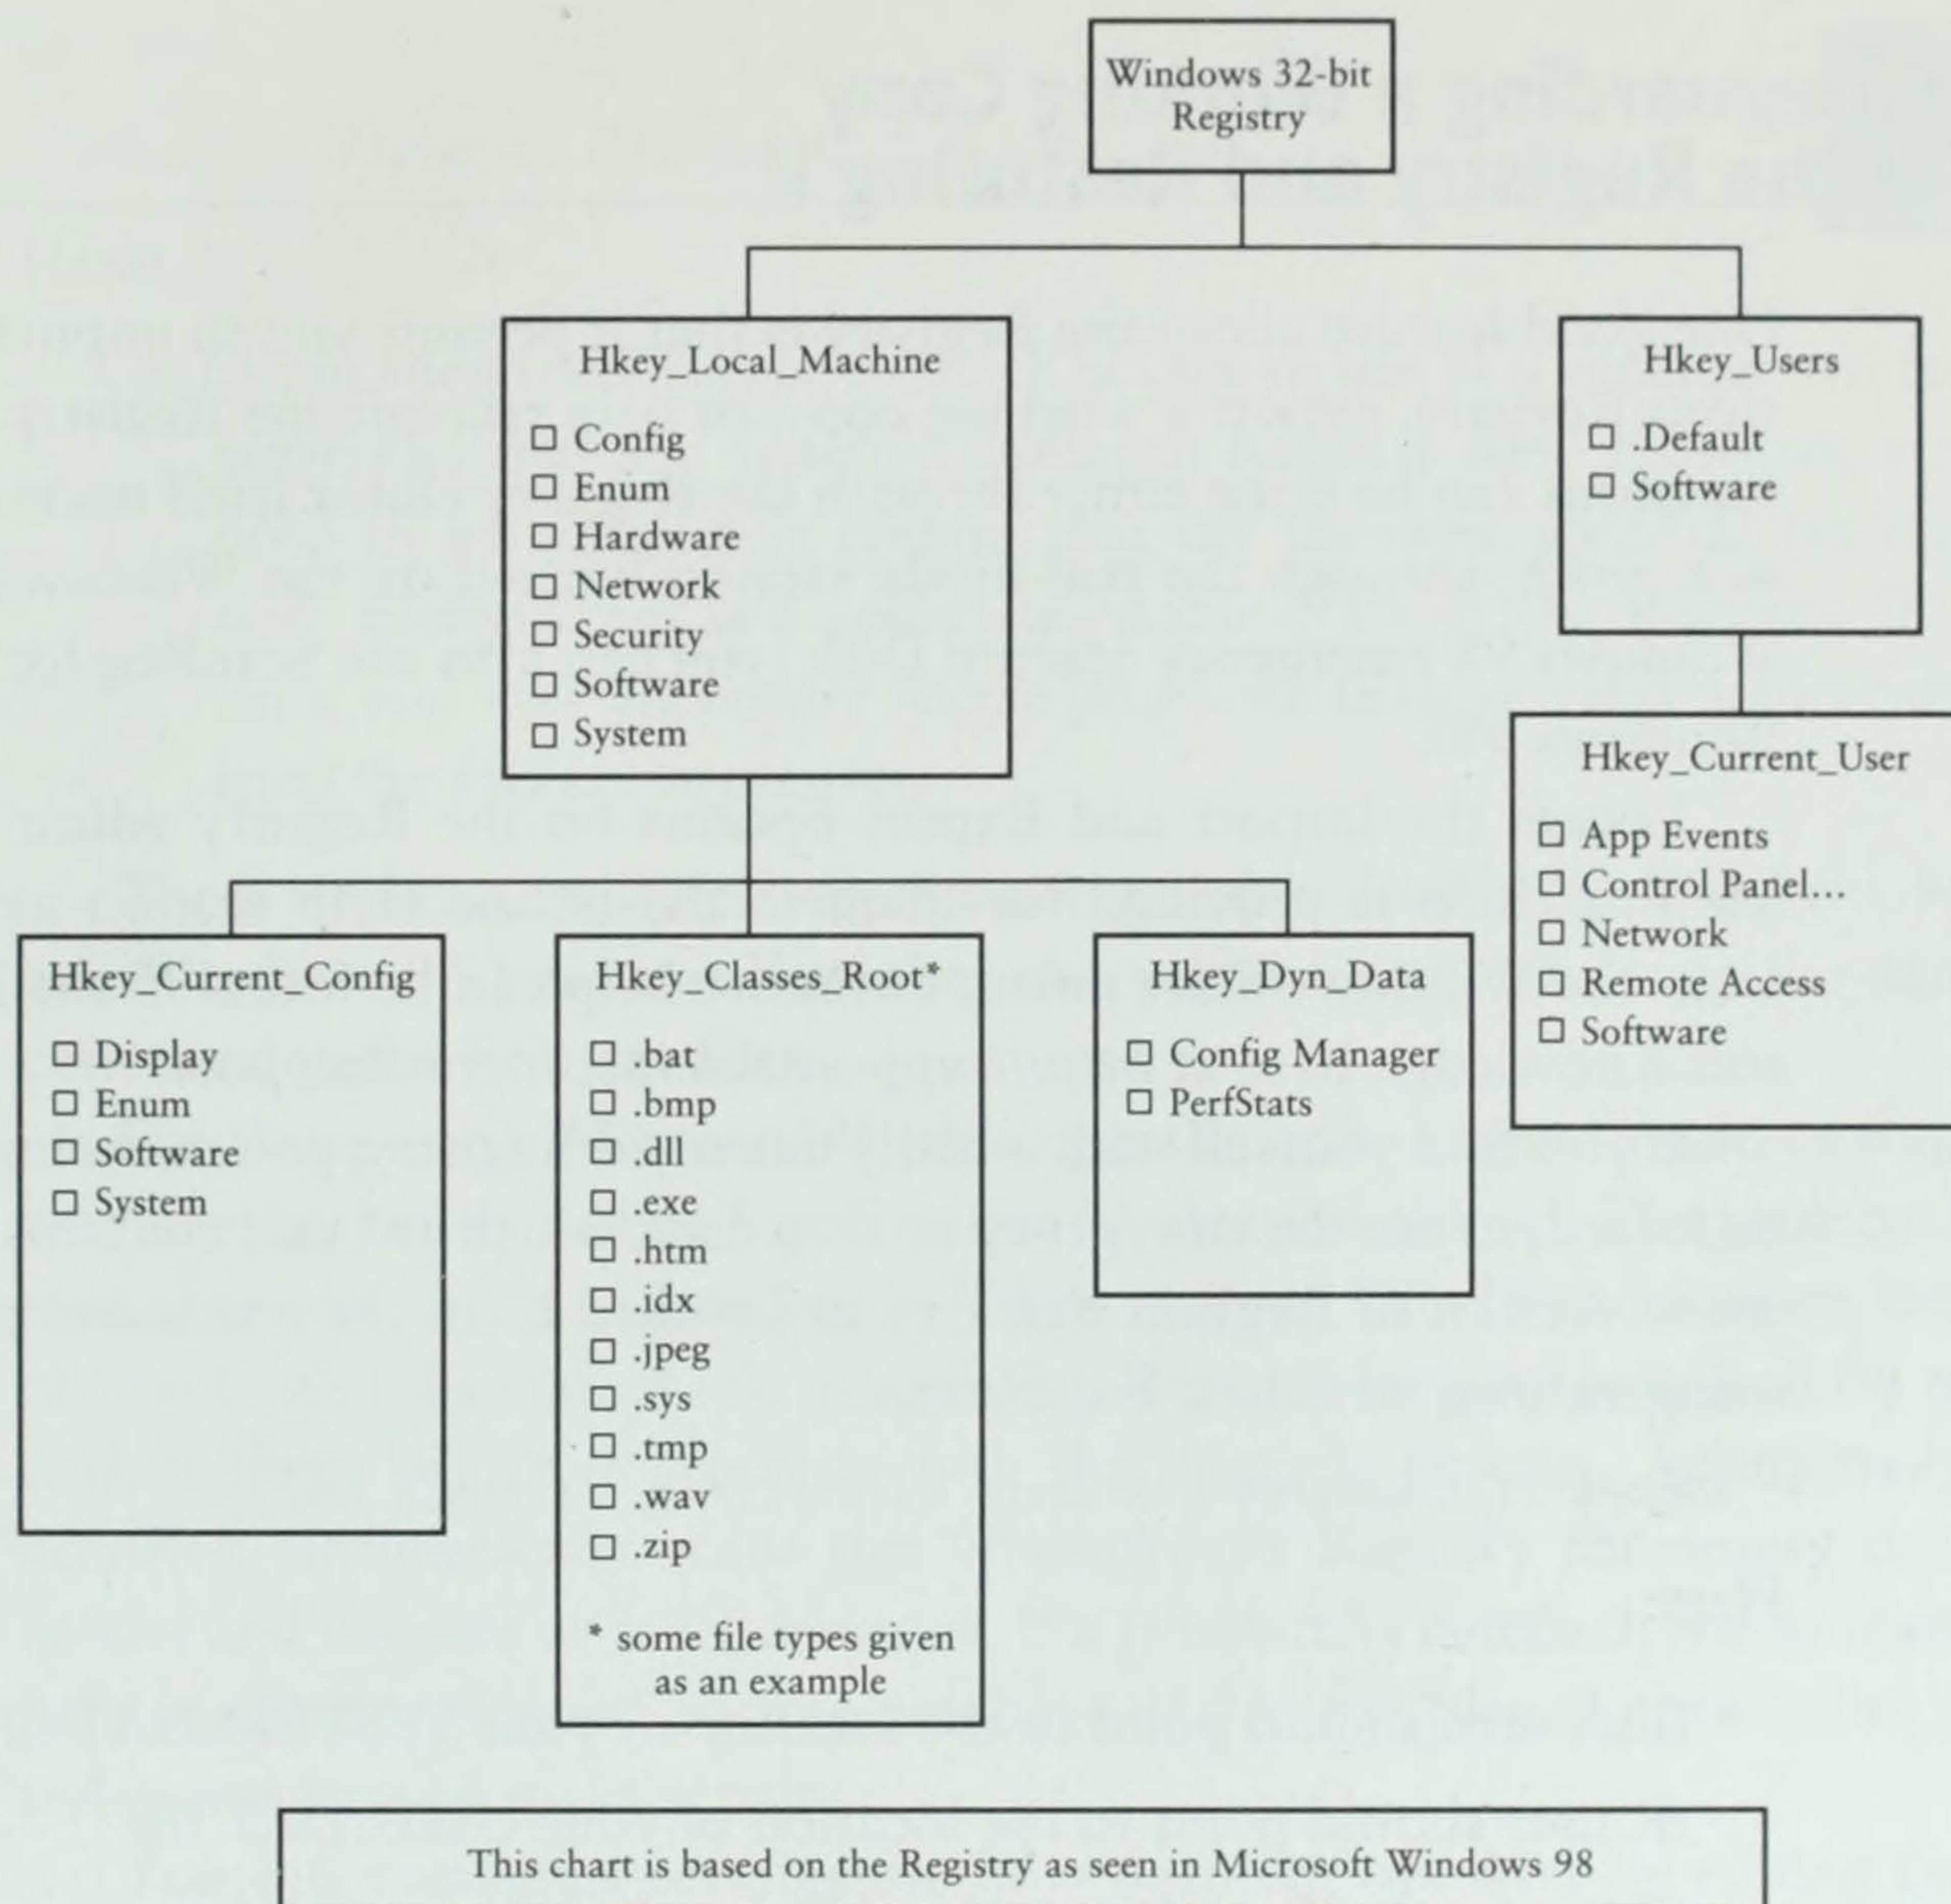 Windows 32-bit
Registry
Hkey_Local_Machine
□ Config
□ Enum
□ Hardware
□ Network
□ Security
□ Software
□ System
Hkey_Users
□ .Default
□ Software
Hkey_Current_User
□ App Events
□ Control Panel...
□ Network
□ Remote Access
□ Software
Hkey_Current_Config
□ Display
□ Enum
□ Software
□ System
Hkey_Classes_Root*
□ .bat
□ .bmp
□ .dll
□ .exe
□ .htm
□ .idx
□ .jpeg
□ .sys
□ .tmp
□ .wav
□ .zip
* some file types given
as an example
Hkey_Dyn_Data
□ Config Manager
□ PerfStats
This chart is based on the Registry as seen in Microsoft Windows 98